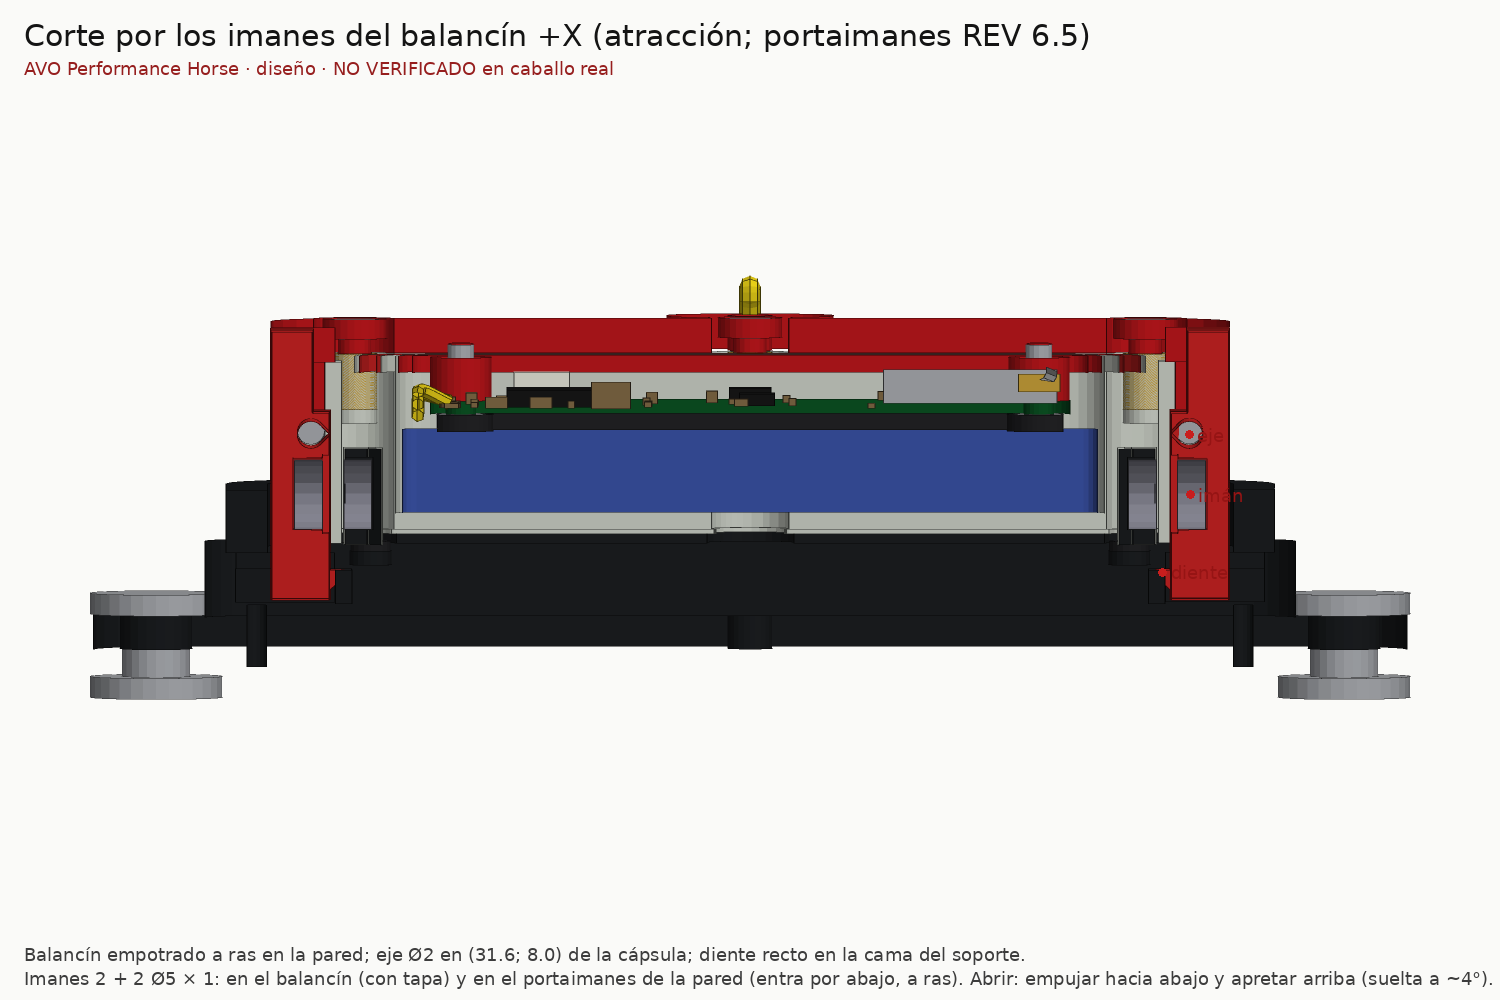 Corte por los imanes del balancín +X (atracción; portaimanes REV 6.5)
AVO Performance Horse · diseño · NO VERIFICADO en caballo real
eje
iman
diente
Balancín empotrado a ras en la pared; eje Ø2 en (31.6; 8.0) de la cápsula; diente recto en la cama del soporte.
Imanes 2 + 2 Ø5 × 1: en el balancín (con tapa) y en el portaimanes de la pared (entra por abajo, a ras). Abrir: empujar hacia abajo y apretar arriba (suelta a ~4°).